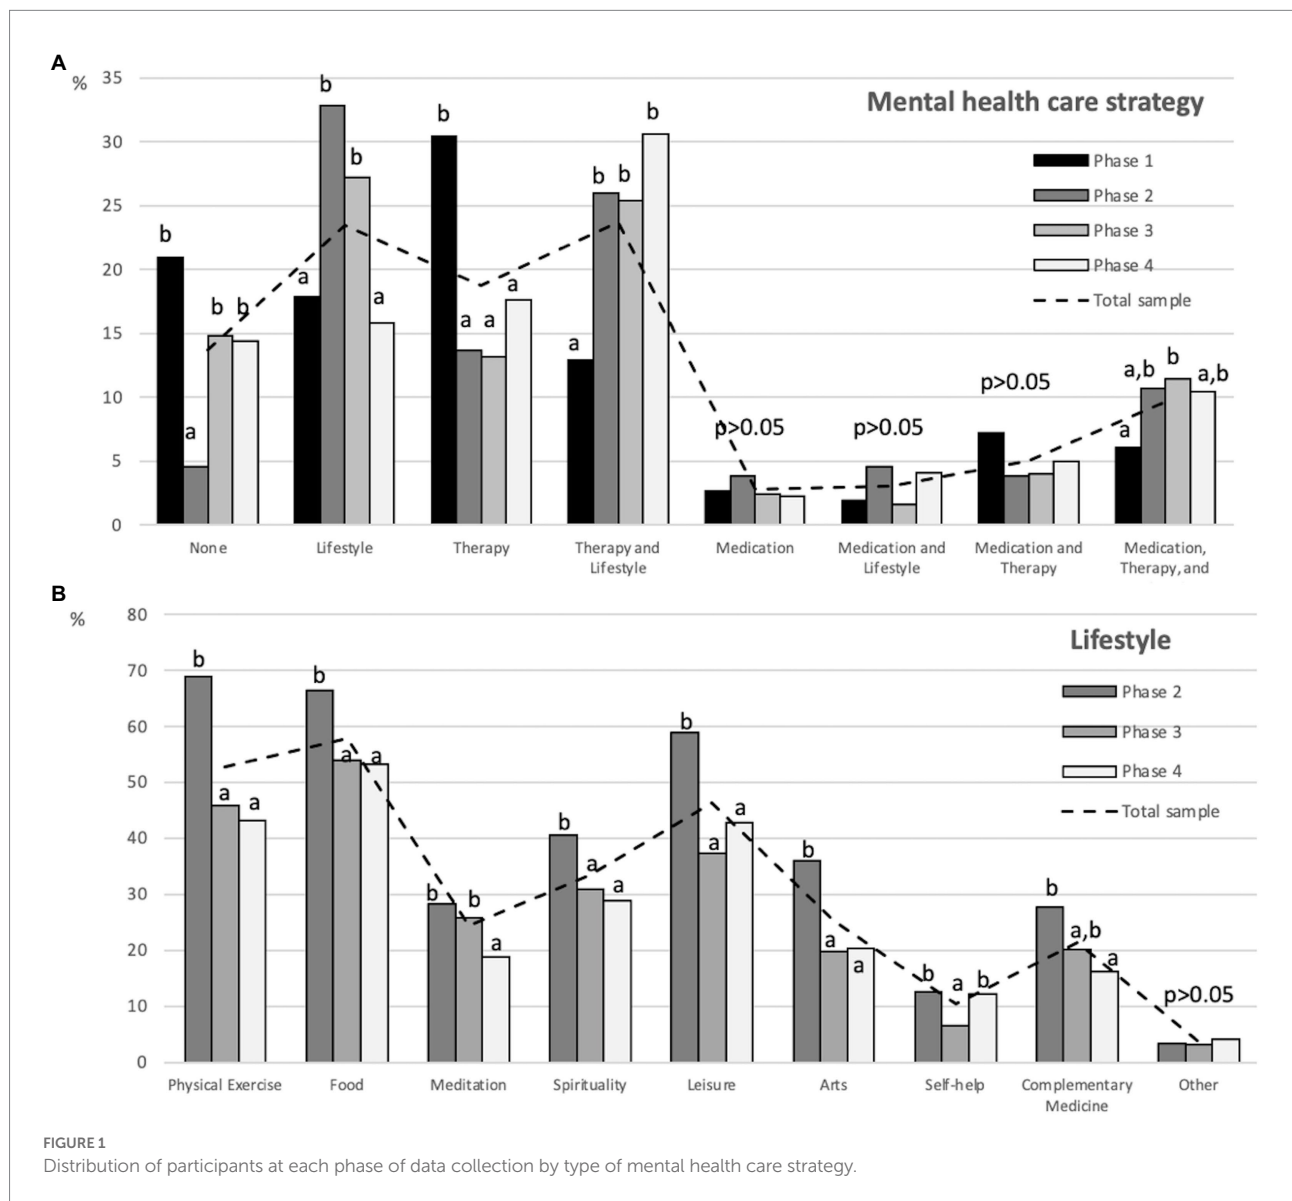 A
%
35
30
25
20
15
10
5
0
Mental health care strategy
Phase 1
Phase 2
Phase 3
Phase 4
Total sample
b
a
b
b
a
b
b
a
b
a
a
a
a
b
b
b
p>0.05
p>0.05
p>0.05
a
a,b
b
a,b
None
Lifestyle
Therapy
Therapy and
Lifestyle
Medication
Medication and
Lifestyle
Medication and
Therapy
Medication,
Therapy, and
B
%
80
70
60
50
40
30
20
10
0
Lifestyle
Phase 2
Phase 3
Phase 4
Total sample
b
a
a
b
a
a
b
b
a
b
a
a
b
a
a
b
a
a
b
a
b
b
a,b
a
p>0.05
Physical Exercise
Food
Meditation
Spirituality
Leisure
Arts
Self-help
Complementary
Medicine
Other
FIGURE 1
Distribution of participants at each phase of data collection by type of mental health care strategy.